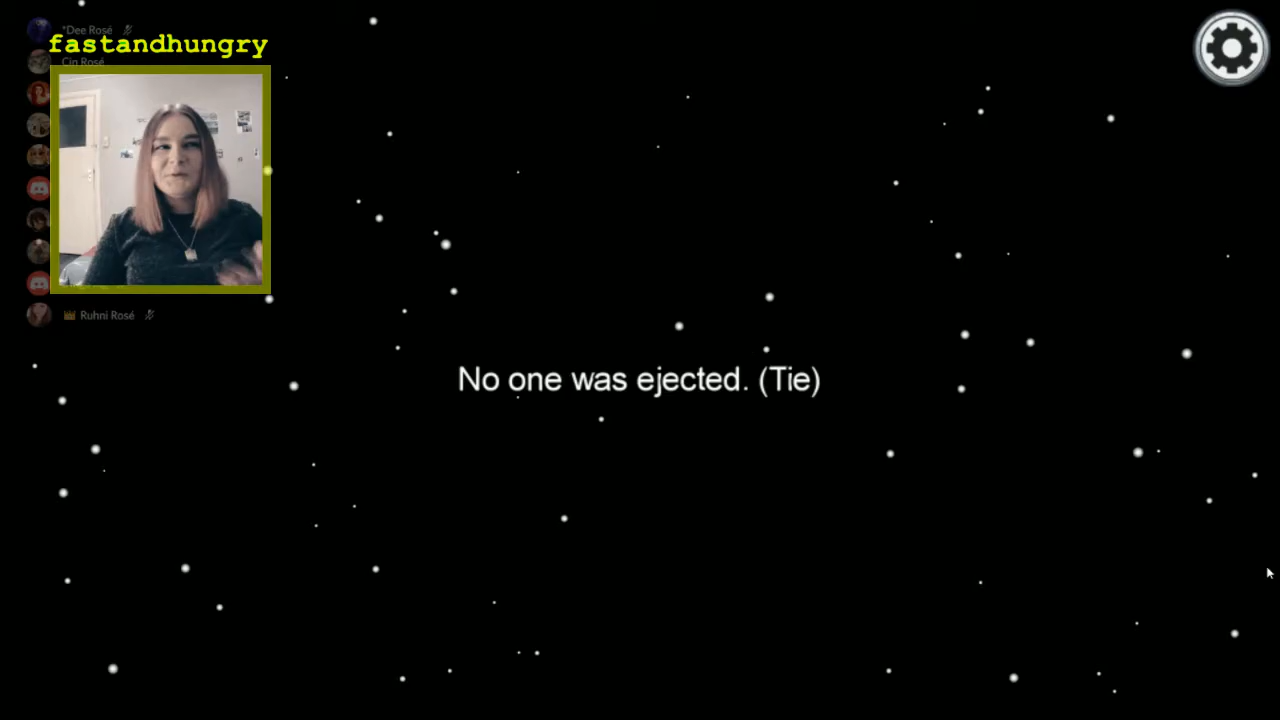 *Dee Rosé
fastandhungry
Cin Rosé
No one was ejected. (Tie)
Ruhni Rosé